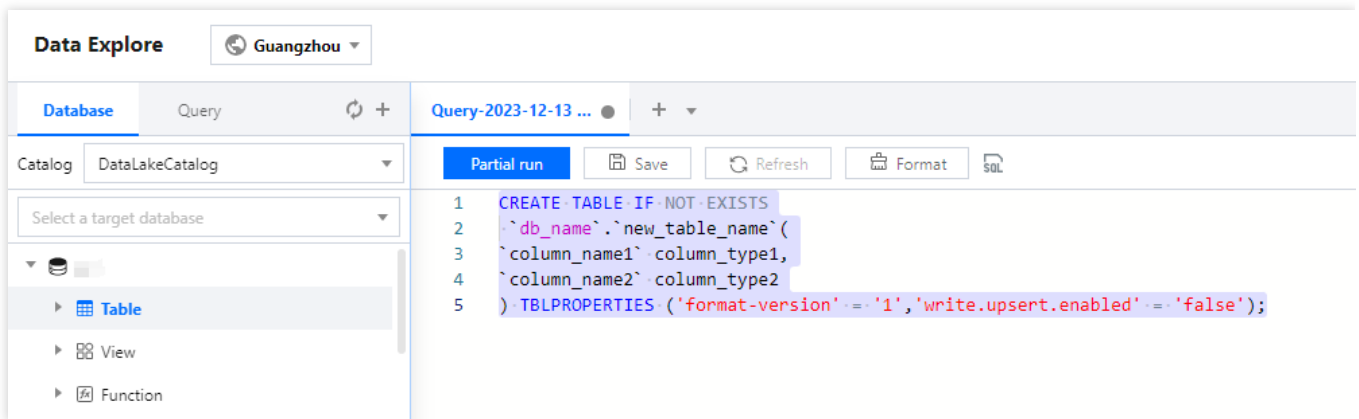 Data Explore Guangzhou
Database Query
Query-2023-12-13 ...
Catalog DataLakeCatalog
Partial run Save Refresh Format SQL
Select a target database
1 CREATE TABLE IF NOT EXISTS
2 `db_name`.`new_table_name`(
3 `column_name1` column_type1,
4 `column_name2` column_type2
5 ) TBLPROPERTIES ('format-version' = '1','write.upsert.enabled' = 'false');
Table
View
fx Function